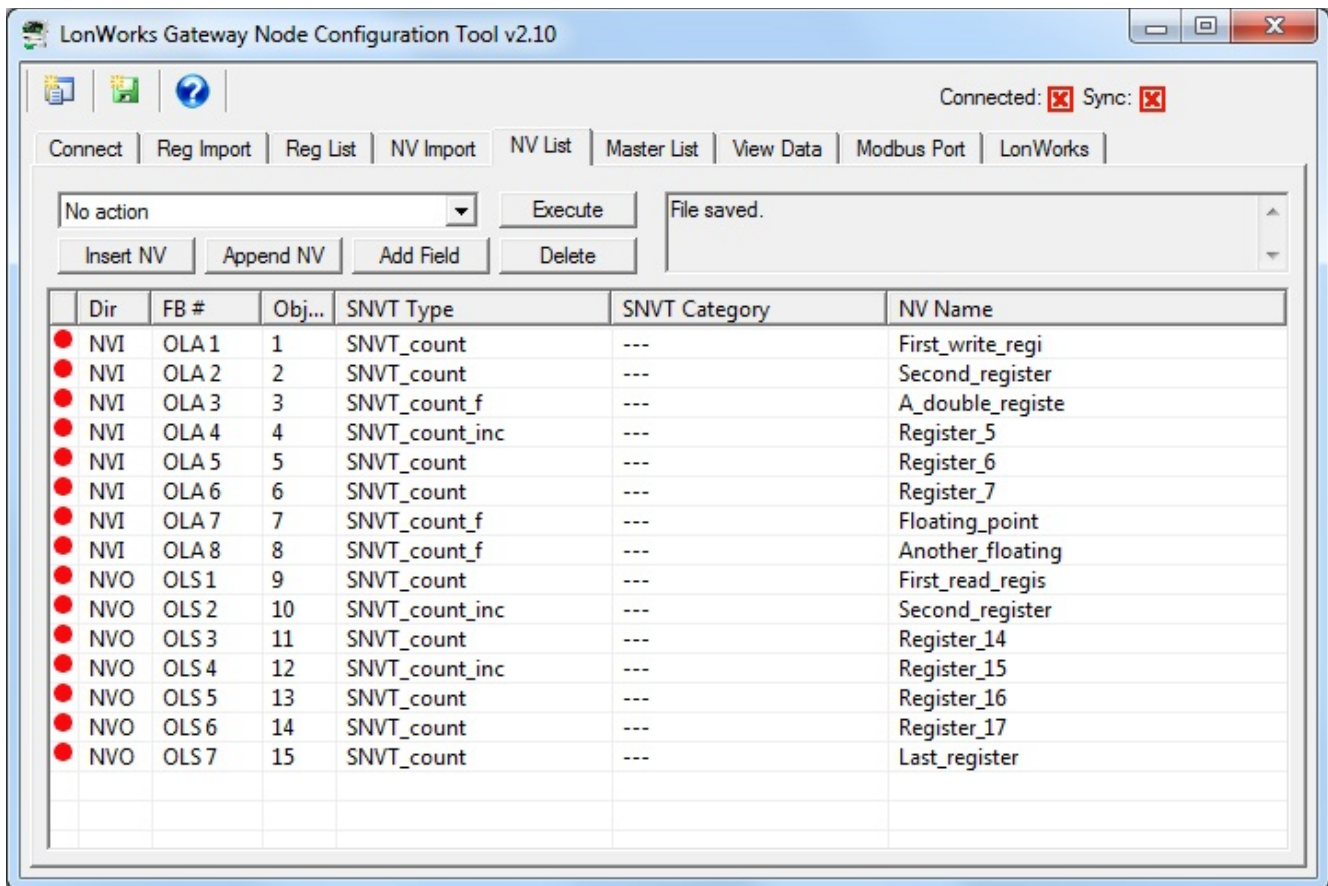 LonWorks Gateway Node Configuration Tool v2.10
Connected: Sync:
Connect Reg Import Reg List NV Import NV List Master List View Data Modbus Port LonWorks
No action Execute File saved.
Insert NV Append NV Add Field Delete
Dir FB # Obj... SNVT Type SNVT Category NV Name
NVI OLA 1 1 SNVT_count --- First_write_regi
NVI OLA 2 2 SNVT_count --- Second_register
NVI OLA 3 3 SNVT_count_f --- A_double_registe
NVI OLA 4 4 SNVT_count_inc --- Register_5
NVI OLA 5 5 SNVT_count --- Register_6
NVI OLA 6 6 SNVT_count --- Register_7
NVI OLA 7 7 SNVT_count_f --- Floating_point
NVI OLA 8 8 SNVT_count_f --- Another_floating
NVO OLS 1 9 SNVT_count --- First_read_regis
NVO OLS 2 10 SNVT_count_inc --- Second_register
NVO OLS 3 11 SNVT_count --- Register_14
NVO OLS 4 12 SNVT_count_inc --- Register_15
NVO OLS 5 13 SNVT_count --- Register_16
NVO OLS 6 14 SNVT_count --- Register_17
NVO OLS 7 15 SNVT_count --- Last_register